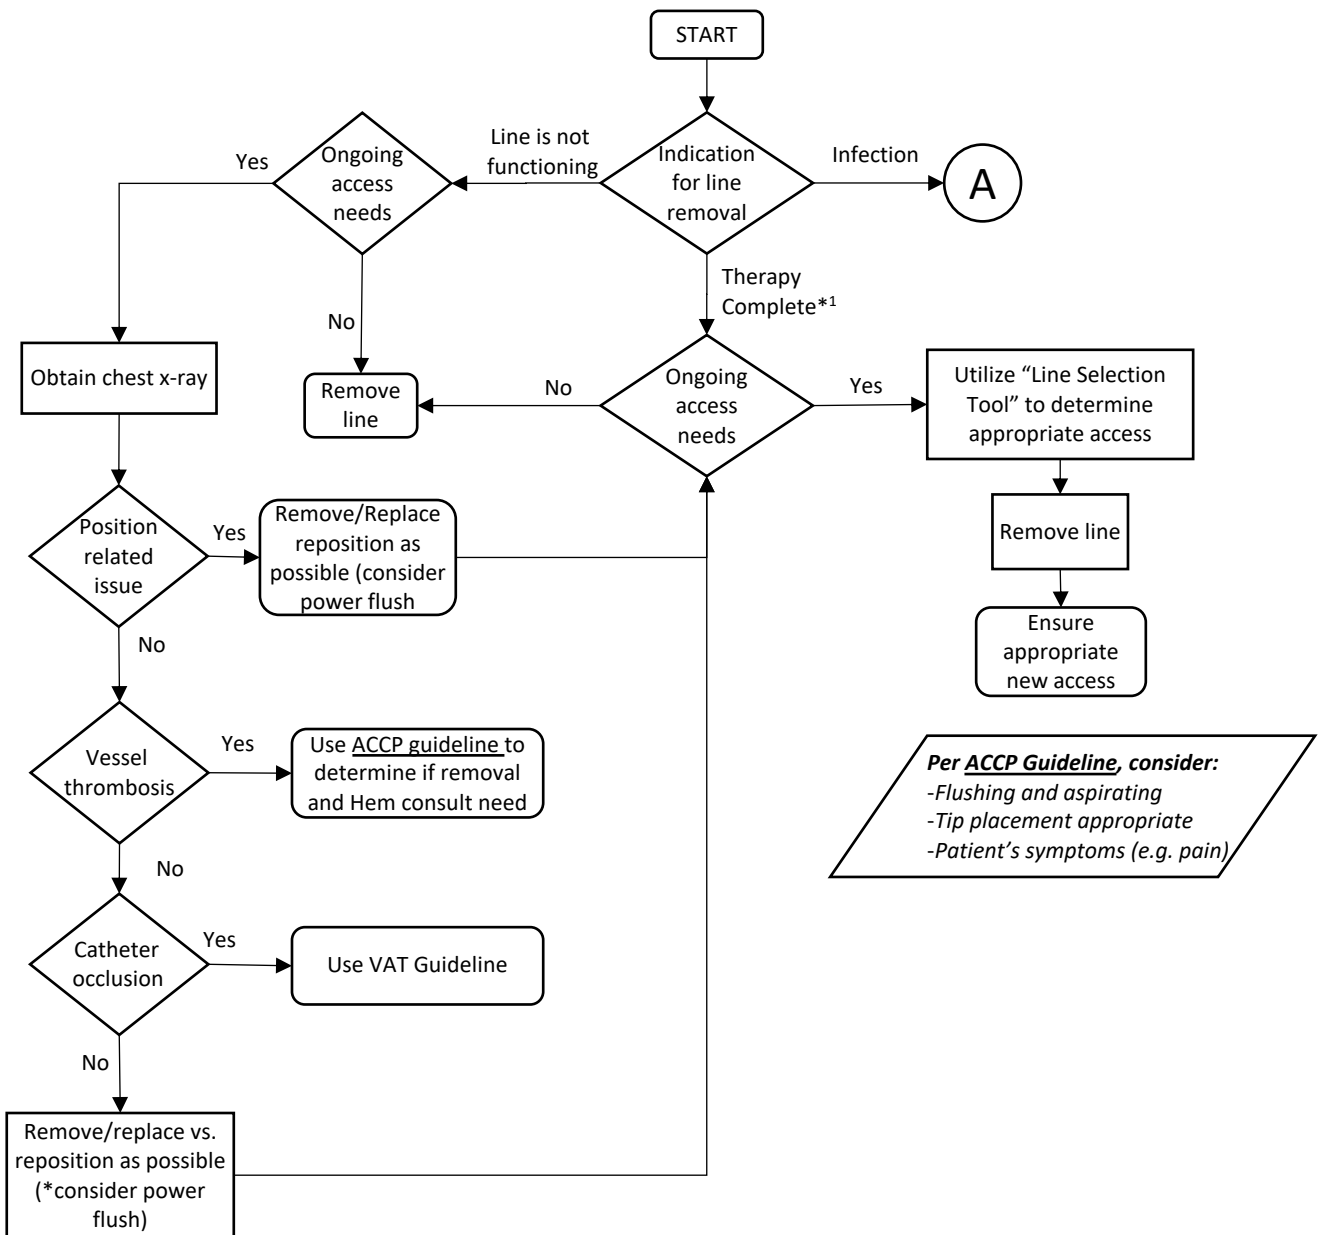 START
Indication
for line
removal
Line is not
functioning
Infection
A
Ongoing
access
needs
Yes
No
Therapy
Complete*1
Obtain chest x-ray
Remove
line
No
Ongoing
access
needs
Yes
Utilize “Line Selection
Tool” to determine
appropriate access
Remove line
Ensure
appropriate
new access
Position
related
issue
Yes
Remove/Replace
reposition as
possible (consider
power flush
No
Vessel
thrombosis
Yes
Use ACCP guideline to
determine if removal
and Hem consult need
Per ACCP Guideline, consider:
-Flushing and aspirating
-Tip placement appropriate
-Patient’s symptoms (e.g. pain)
No
Catheter
occlusion
Yes
Use VAT Guideline
No
Remove/replace vs.
reposition as possible
(*consider power
flush)